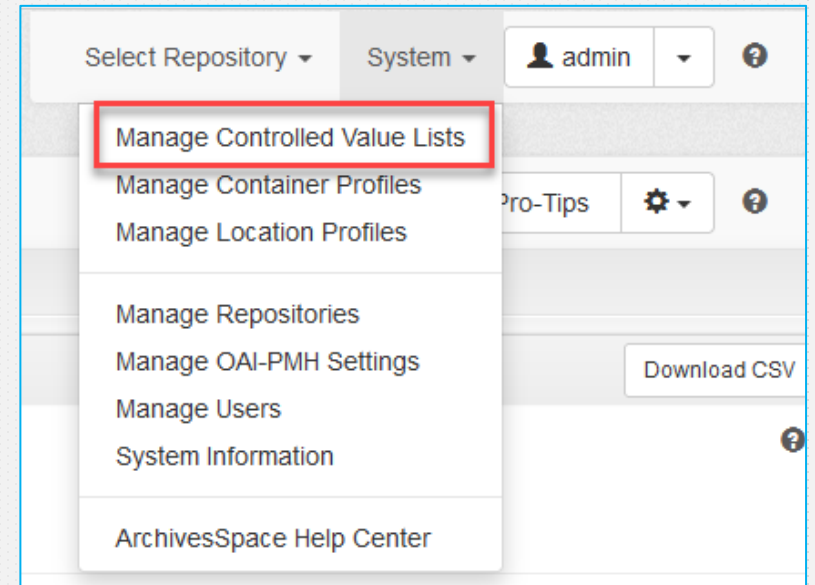 Select Repository System admin
Manage Controlled Value Lists
Manage Container Profiles
Pro-Tips
Manage Location Profiles
Manage Repositories
Manage OAI-PMH Settings
Download CSV
Manage Users
System Information
ArchivesSpace Help Center